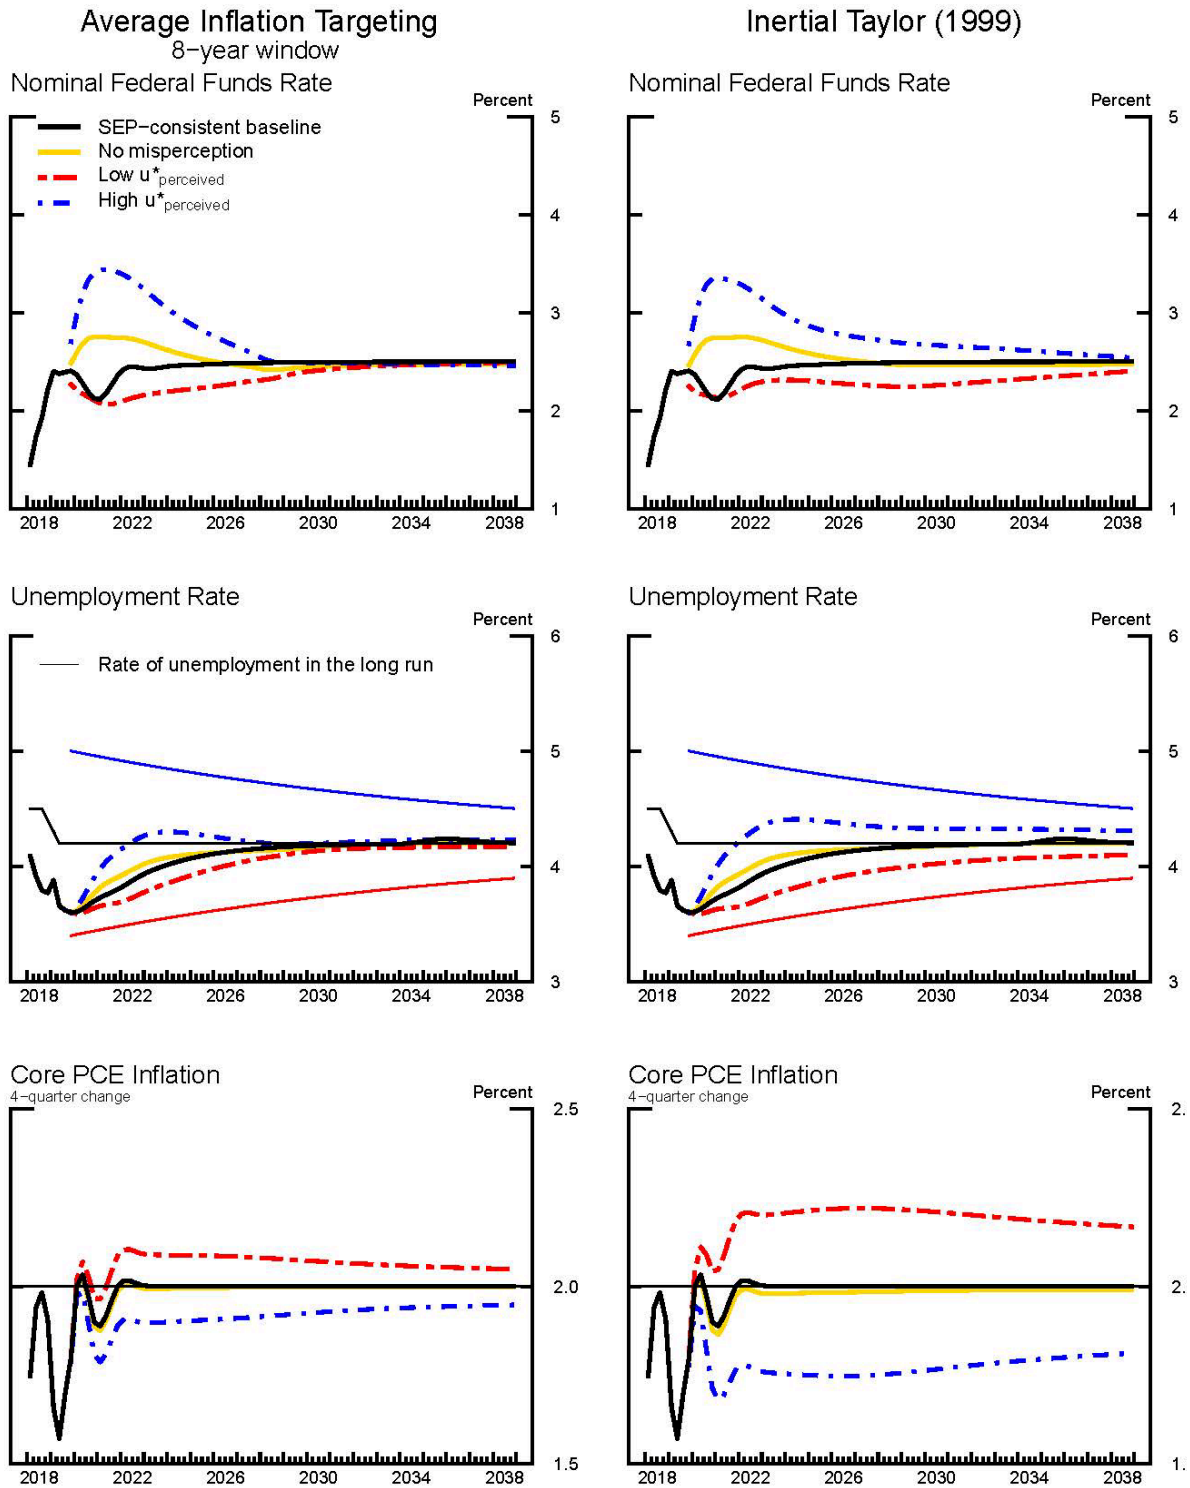 Average Inflation Targeting
8−year window
Inertial Taylor (1999)
Nominal Federal Funds Rate
Percent
SEP−consistent baseline
No misperception
Low u*perceived
High u*perceived
5
4
3
2
1
2018 2022 2026 2030 2034 2038
Nominal Federal Funds Rate
Percent
5
4
3
2
1
2018 2022 2026 2030 2034 2038
Unemployment Rate
Percent
Rate of unemployment in the long run
6
5
4
3
2018 2022 2026 2030 2034 2038
Unemployment Rate
Percent
6
5
4
3
2018 2022 2026 2030 2034 2038
Core PCE Inflation
4−quarter change
Percent
2.5
2.0
1.5
2018 2022 2026 2030 2034 2038
Core PCE Inflation
4−quarter change
Percent
2.
2.
1.
2018 2022 2026 2030 2034 2038